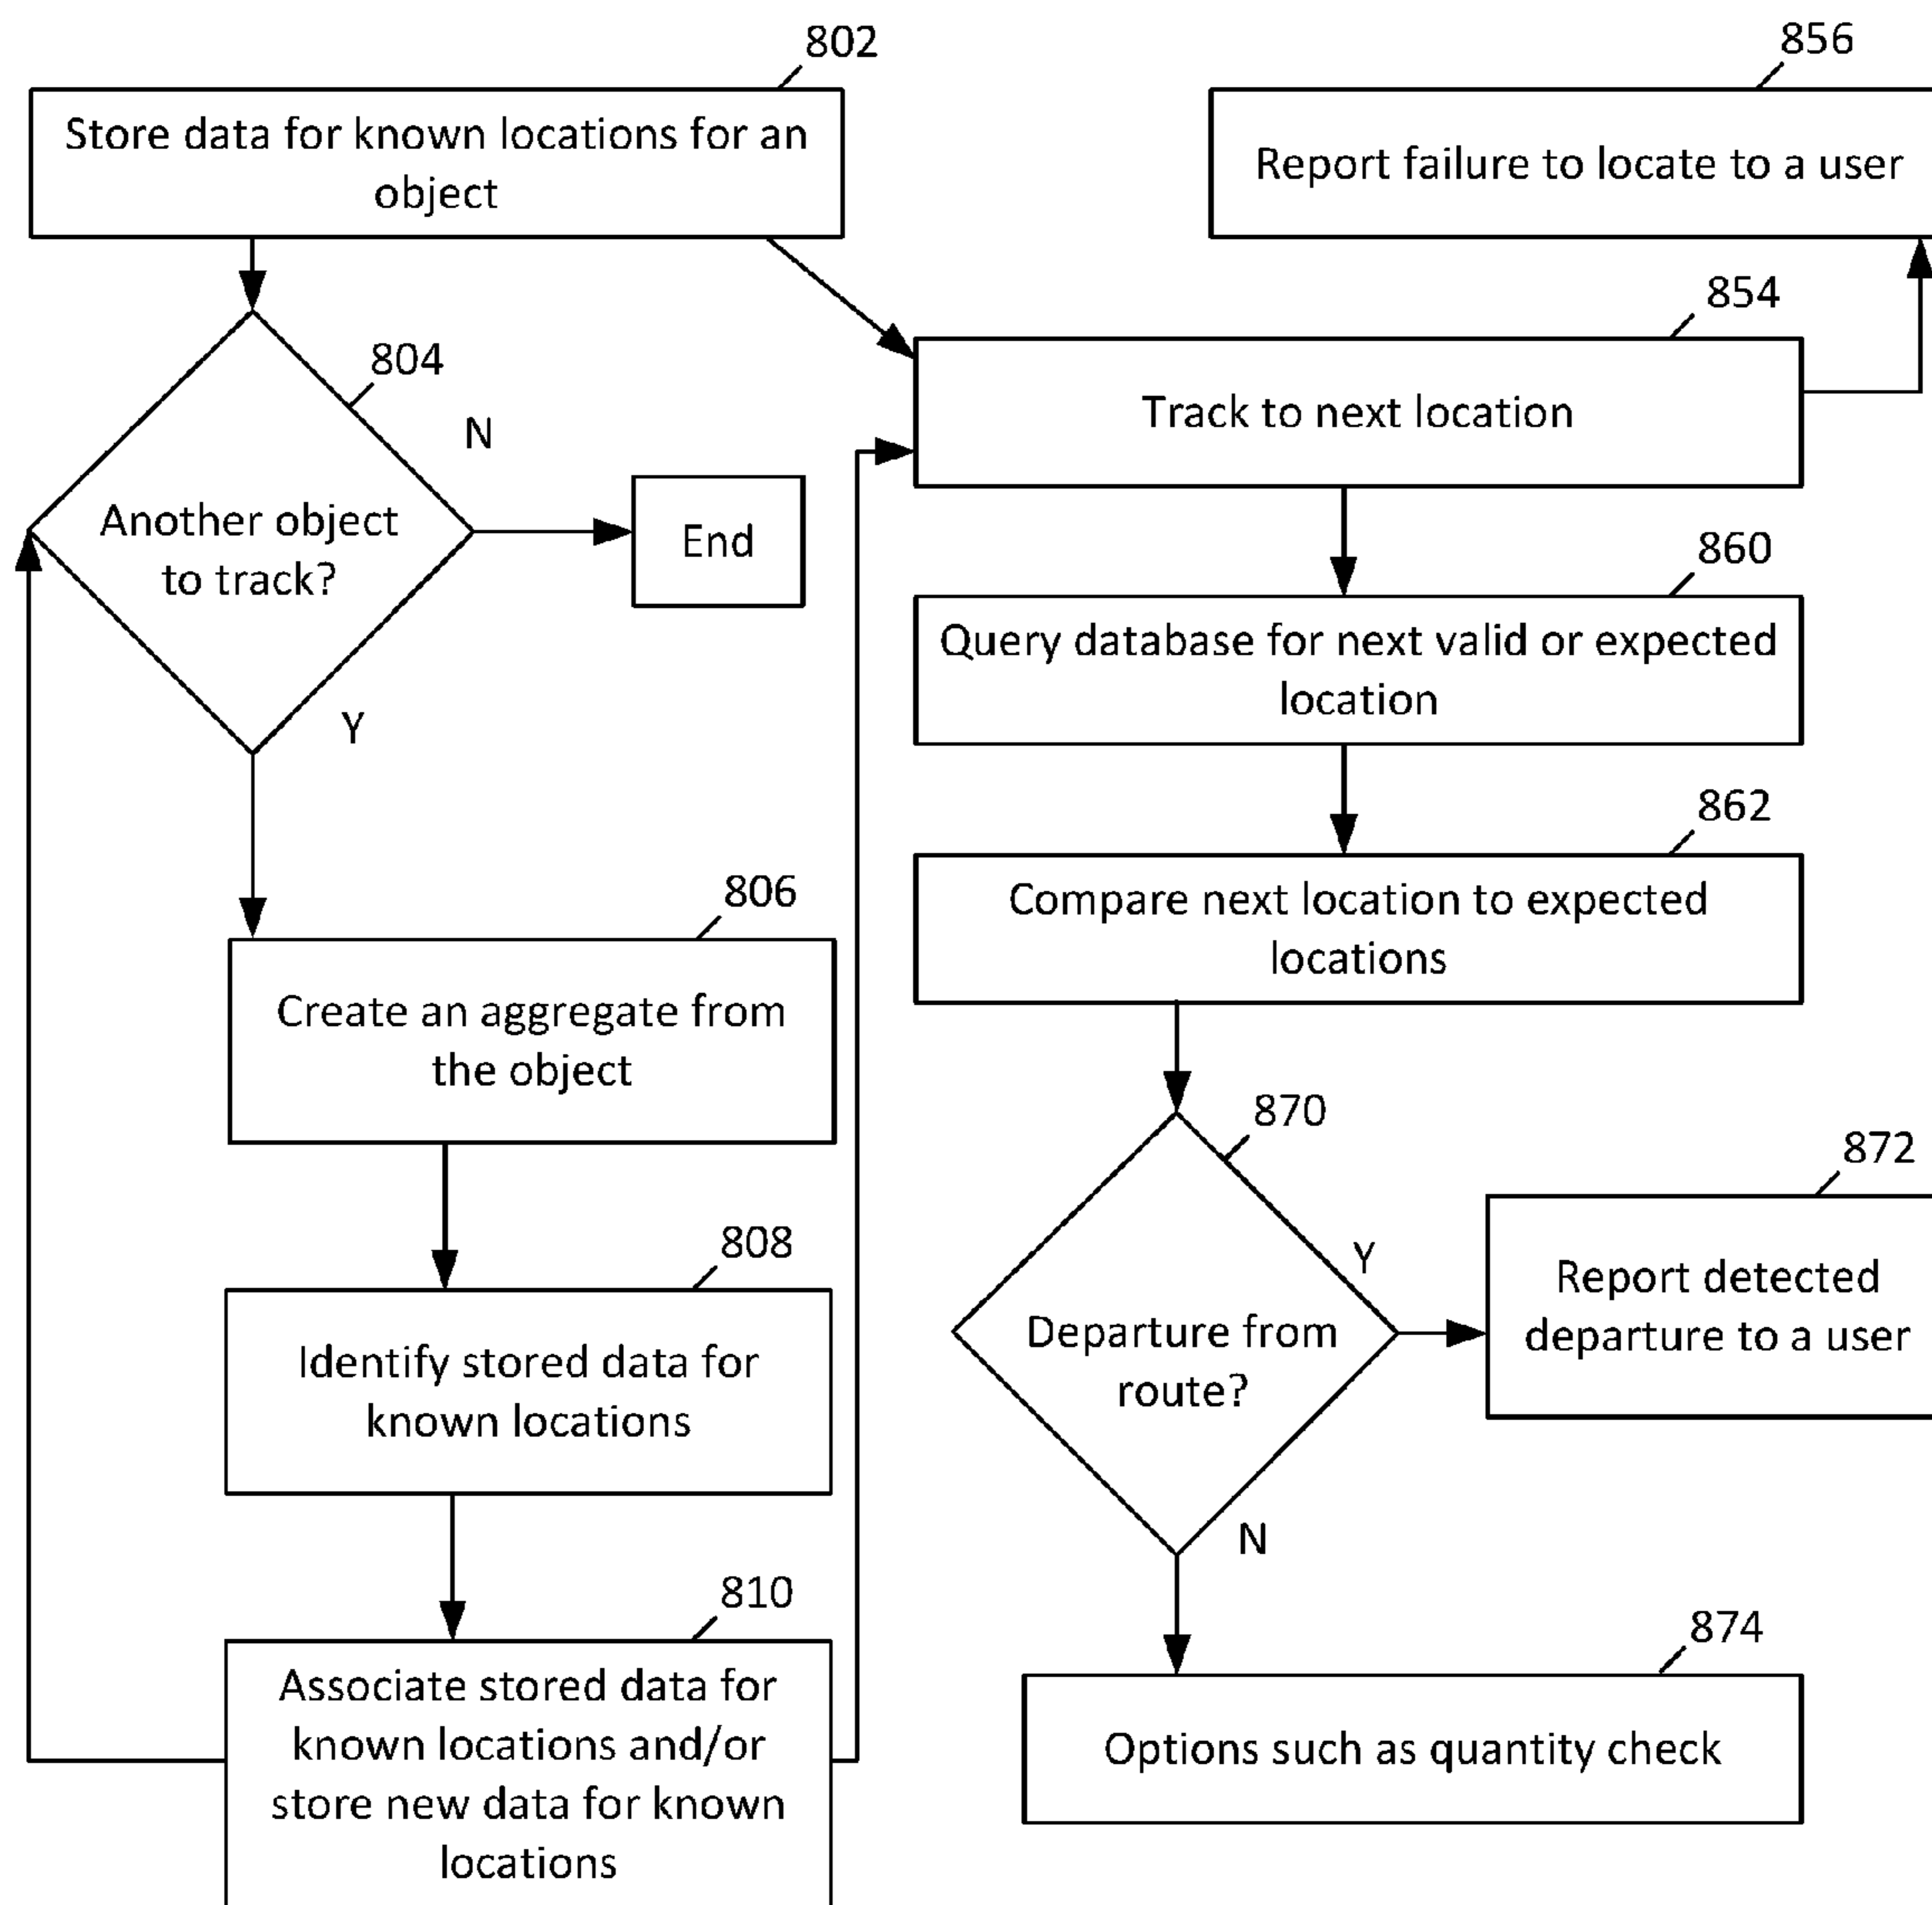 802
Store data for known locations for an
object
804
N
Another object
to track?
End
Y
806
Create an aggregate from
the object
808
Identify stored data for
known locations
810
Associate stored data for
known locations and/or
store new data for known
locations
856
Report failure to locate to a user
854
Track to next location
860
Query database for next valid or expected
location
862
Compare next location to expected
locations
870
Y
Departure from
route?
872
Report detected
departure to a user
N
874
Options such as quantity check